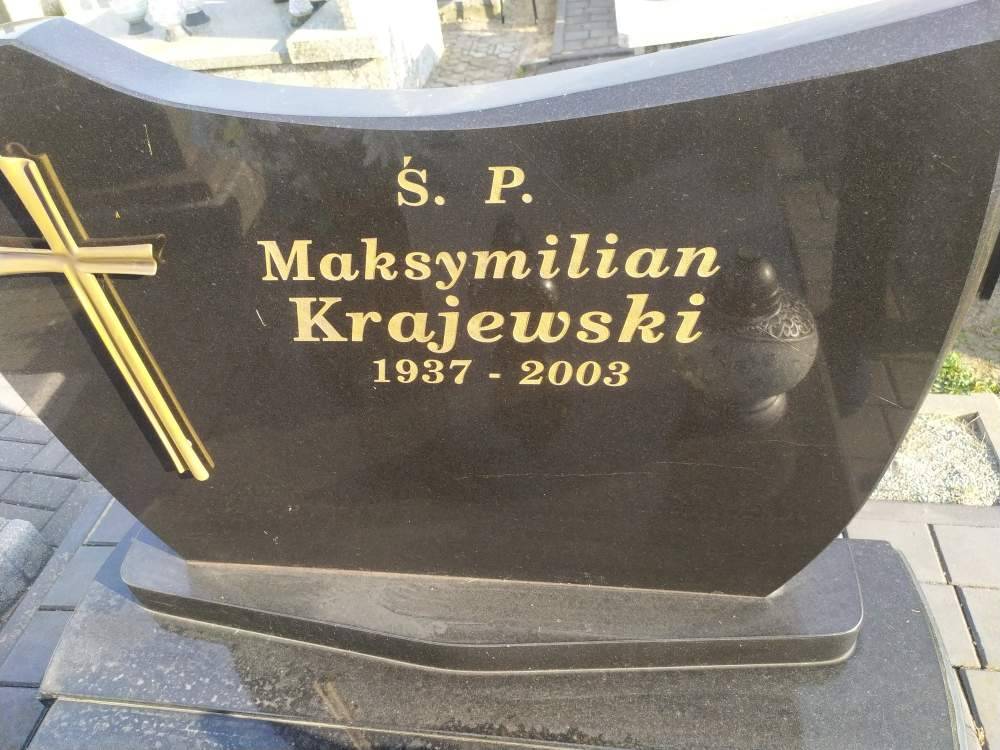 Ś. P.
Maksymilian
Krajewski
1937 - 2003